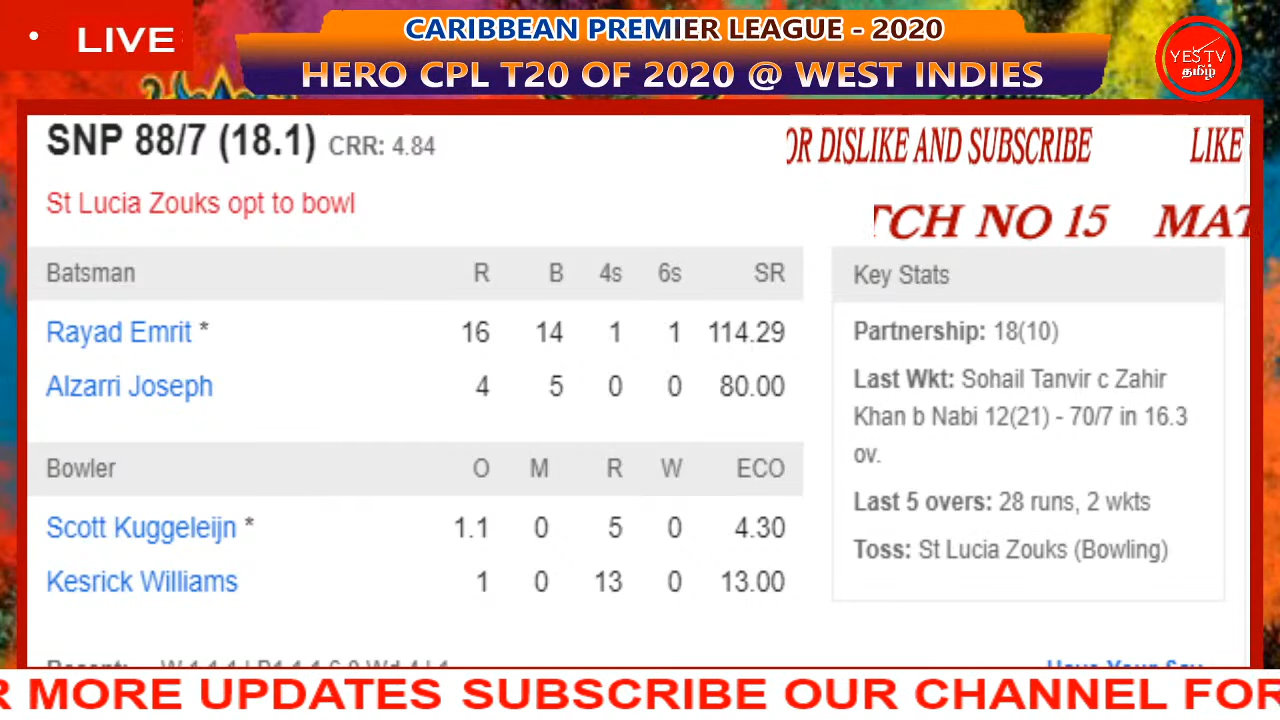 LIVE
CARIBBEAN PREMIER LEAGUE - 2020
HERO CPL T20 OF 2020 @ WEST INDIES
YES TV
தமிழ்
SNP 88/7 (18.1) CRR: 4.84
OR DISLIKE AND SUBSCRIBE LIKE
St Lucia Zouks opt to bowl
TCH NO 15 MAT
Batsman R B 4s 6s SR
Rayad Emrit * 16 14 1 1 114.29
Alzarri Joseph 4 5 0 0 80.00
Bowler O M R W ECO
Scott Kuggeleijn * 1.1 0 5 0 4.30
Kesrick Williams 1 0 13 0 13.00
Key Stats
Partnership: 18(10)
Last Wkt: Sohail Tanvir c Zahir
Khan b Nabi 12(21) - 70/7 in 16.3
ov.
Last 5 overs: 28 runs, 2 wkts
Toss: St Lucia Zouks (Bowling)
R MORE UPDATES SUBSCRIBE OUR CHANNEL FOR